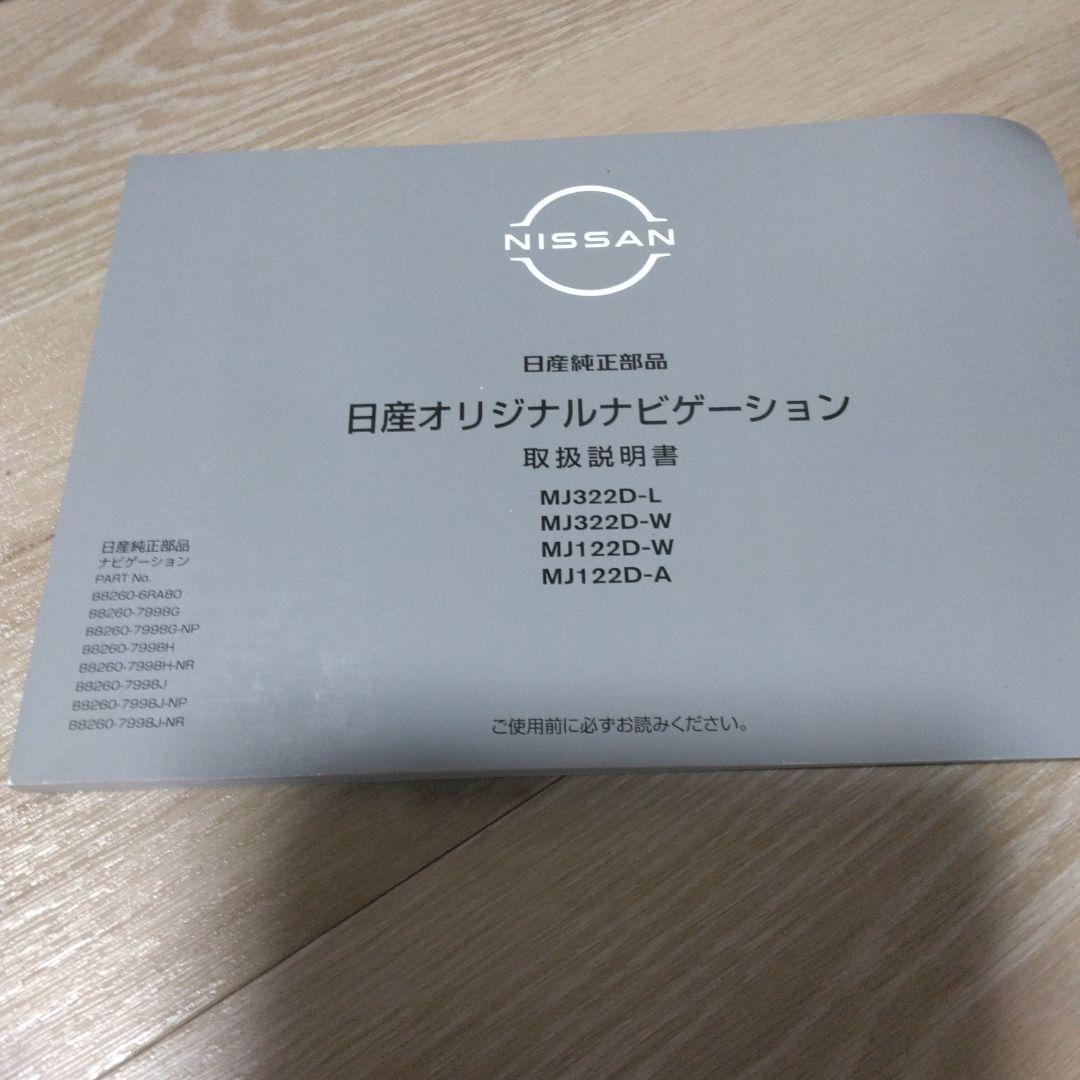 NISSAN
日産純正部品
日産オリジナルナビゲーション
取扱説明書
MJ322D-L
MJ322D-W
MJ122D-W
MJ122D-A
日産純正部品
ナビゲーション
PART No.
B8260-6RA80
B8260-7998G
B8260-7998G-NP
B8260-7998H
B8260-7998H-NR
B8260-7998J
B8260-7998J-NP
B8260-7998J-NR
ご使用前に必ずお読みください。